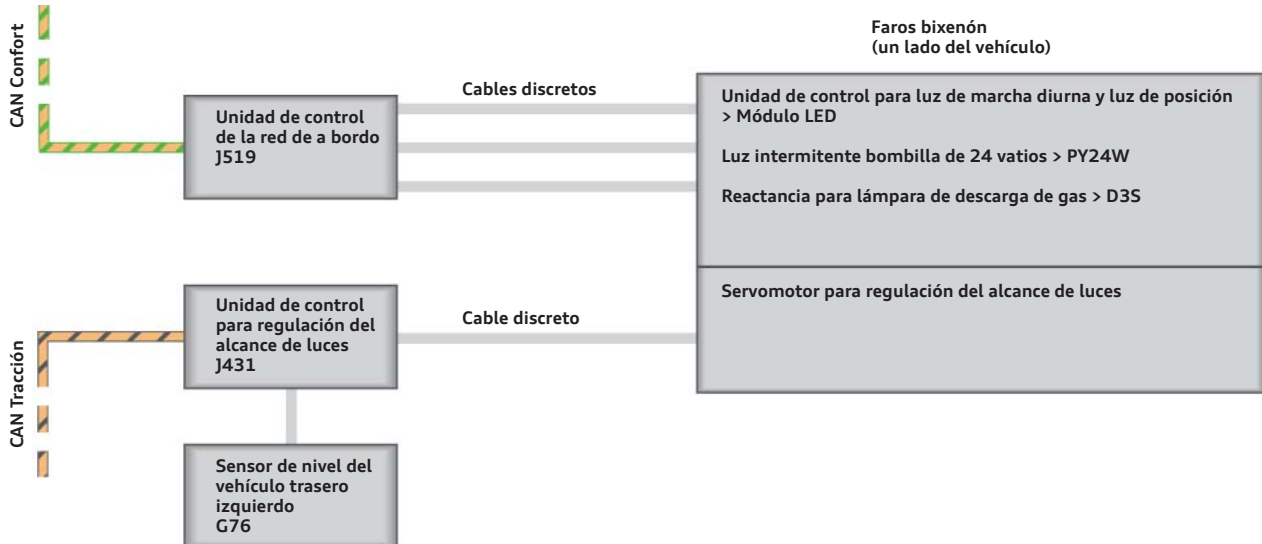 CAN Confort
Faros bixenón
(un lado del vehículo)
Cables discretos
Unidad de control
de la red de a bordo
J519
Unidad de control para luz de marcha diurna y luz de posición
> Módulo LED
Luz intermitente bombilla de 24 vatios > PY24W
Reactancia para lámpara de descarga de gas > D3S
CAN Tracción
Unidad de control
para regulación del
alcance de luces
J431
Cable discreto
Servomotor para regulación del alcance de luces
Sensor de nivel del
vehículo trasero
izquierdo
G76